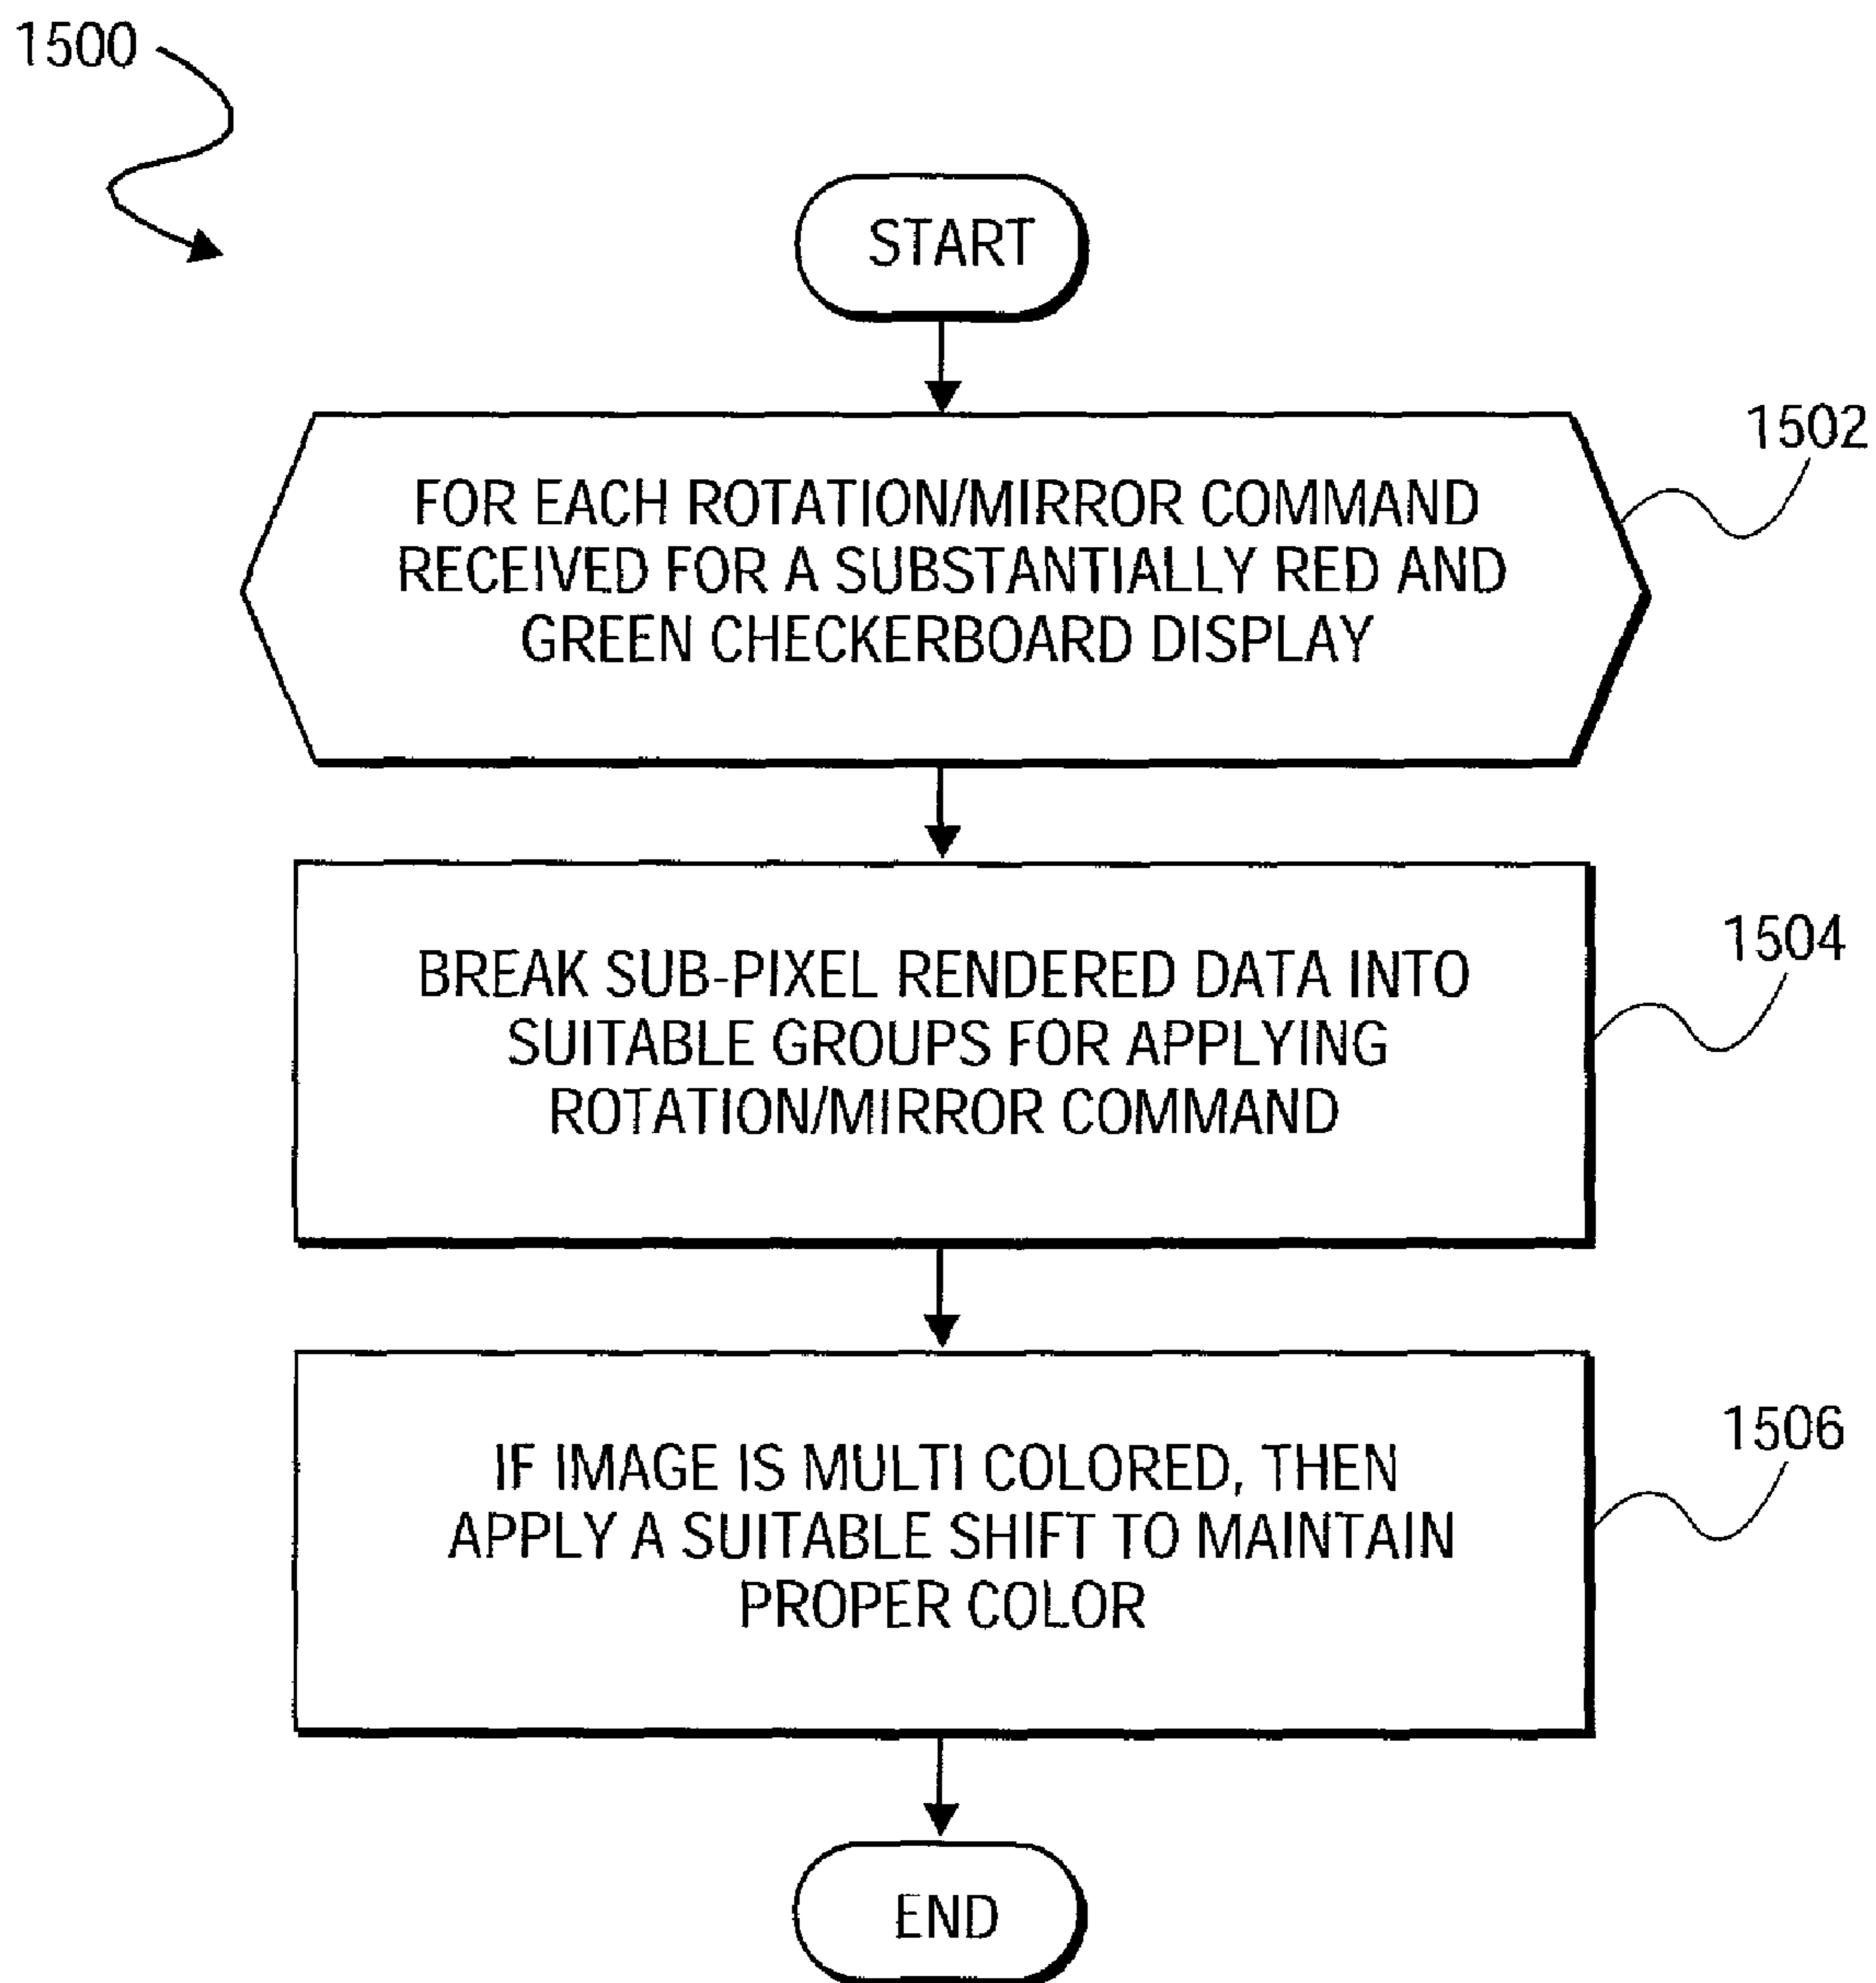 1500
START
FOR EACH ROTATION/MIRROR COMMAND
RECEIVED FOR A SUBSTANTIALLY RED AND
GREEN CHECKERBOARD DISPLAY
1502
BREAK SUB-PIXEL RENDERED DATA INTO
SUITABLE GROUPS FOR APPLYING
ROTATION/MIRROR COMMAND
1504
IF IMAGE IS MULTI COLORED, THEN
APPLY A SUITABLE SHIFT TO MAINTAIN
PROPER COLOR
1506
END